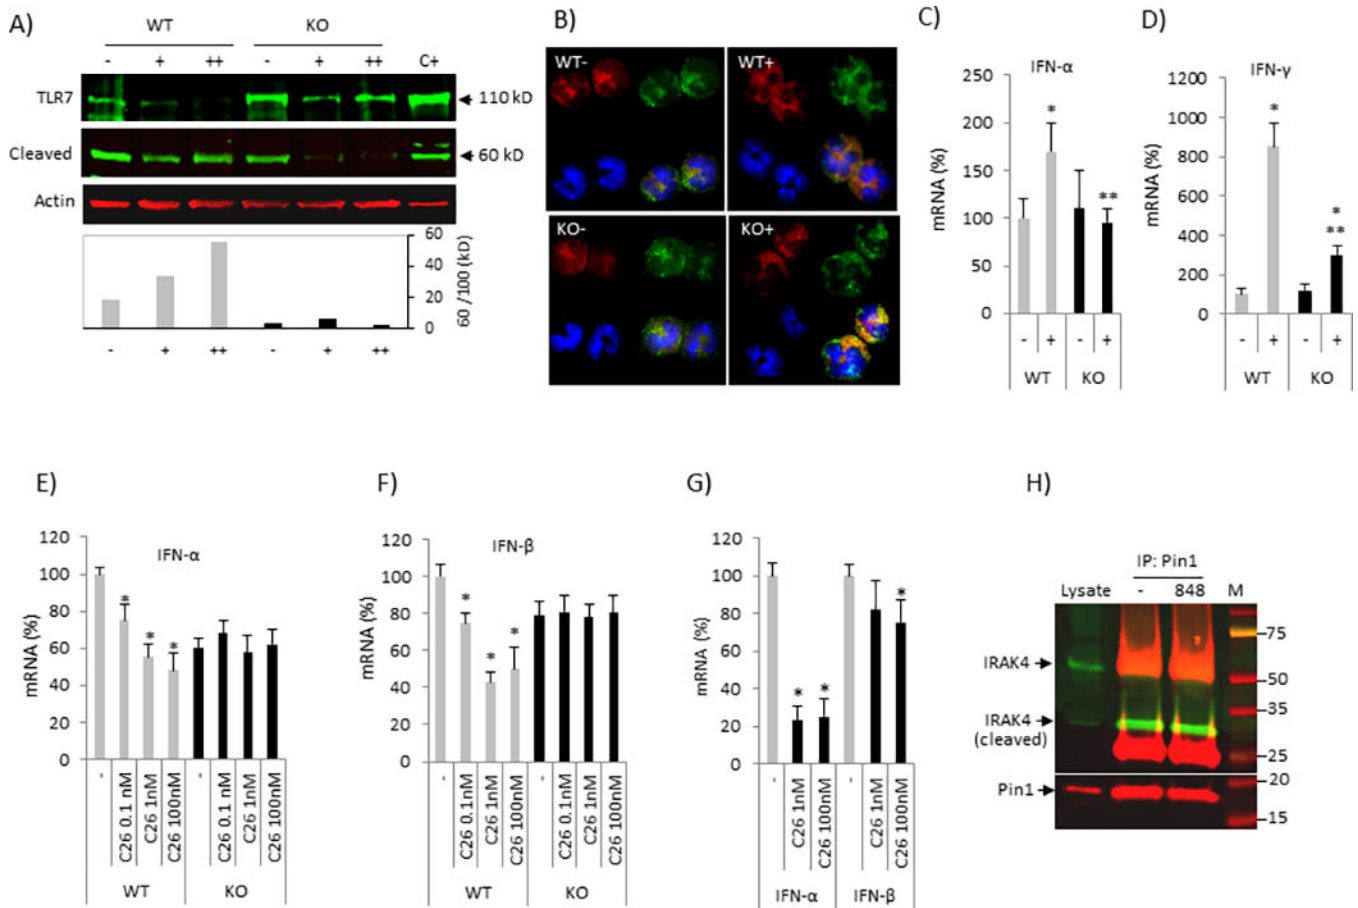 A)
WT KO
- + ++ - + ++ C+
TLR7 110 kD
Cleaved 60 kD
Actin
60
40
20
0
60 /100 (kD)
- + ++ - + ++
B)
WT- WT+
KO- KO+
C)
IFN-α
mRNA (%)
250
200
150
100
50
0
- + - +
WT KO
* **
D)
IFN-γ
mRNA (%)
1200
1000
800
600
400
200
0
*
*
**
- + - +
WT KO
E)
IFN-α
mRNA (%)
120
100
80
60
40
20
0
* * *
- C26 0.1 nM C26 1nM C26 100nM - C26 0.1 nM C26 1nM C26 100nM
WT KO
F)
IFN-β
mRNA (%)
120
100
80
60
40
20
0
* * *
- C26 0.1nM C26 1nM C26 100nM - C26 0.1nM C26 1nM C26 100nM
WT KO
G)
mRNA (%)
120
100
80
60
40
20
0
* * *
- C26 1nM C26 100nM - C26 1nM C26 100nM
IFN-α IFN-β
H)
IP: Pin1
Lysate - 848 M
IRAK4
IRAK4
(cleaved)
Pin1
75
50
35
25
20
15